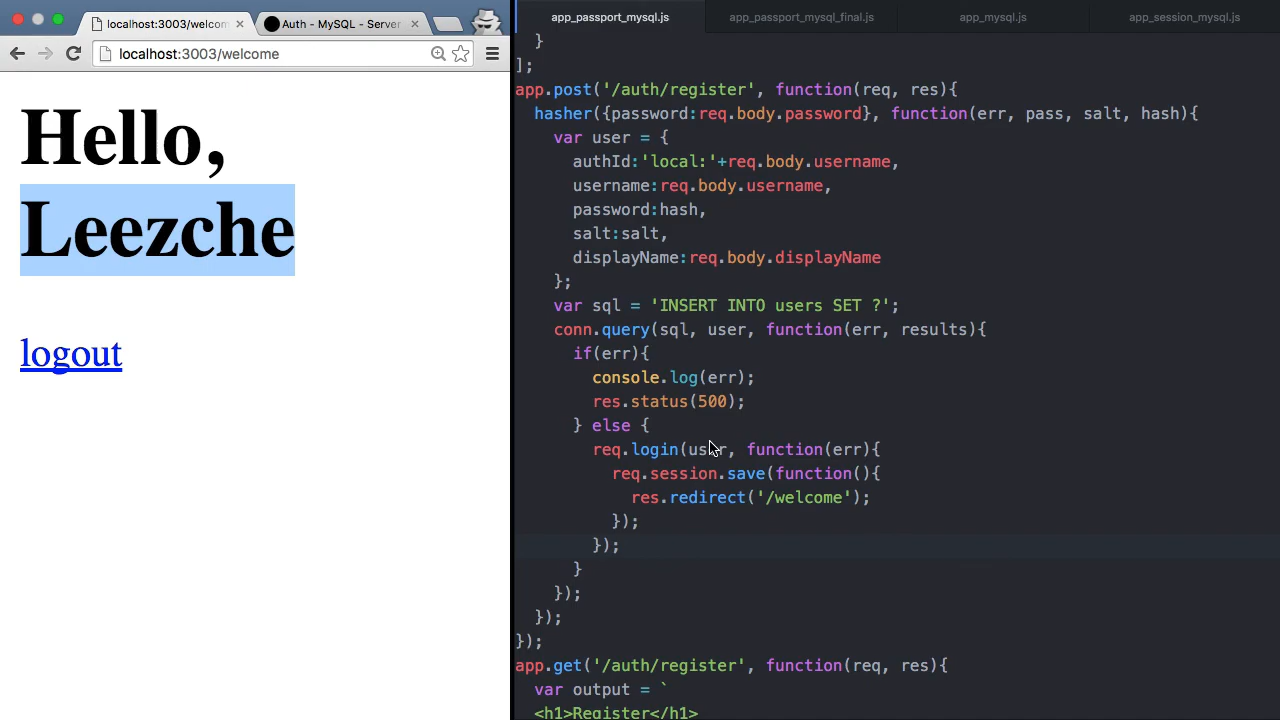 localhost:3003/welcom
Auth - MySQL - Server
localhost:3003/welcome
Hello,
Leezche
logout
app_passport_mysql.js
app_passport_mysql_final.js
app_mysql.js
app_session_mysql.js
}
];
app.post('/auth/register', function(req, res){
hasher({password:req.body.password}, function(err, pass, salt, hash){
var user = {
authId:'local:'+req.body.username,
username:req.body.username,
password:hash,
salt:salt,
displayName:req.body.displayName
};
var sql = 'INSERT INTO users SET ?';
conn.query(sql, user, function(err, results){
if(err){
console.log(err);
res.status(500);
} else {
req.login(user, function(err){
req.session.save(function(){
res.redirect('/welcome');
});
});
}
});
});
});
app.get('/auth/register', function(req, res){
var output = `
<h1>Register</h1>